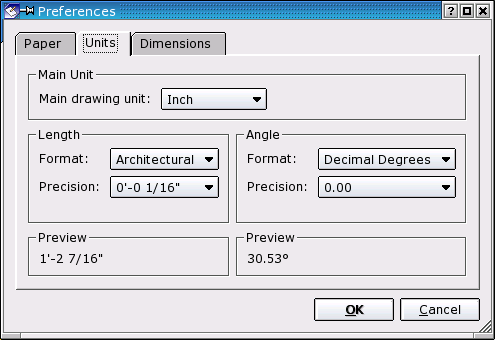 Preferences
Paper Units Dimensions
Main Unit
Main drawing unit: Inch
Length
Format: Architectural
Precision: 0'-0 1/16"
Angle
Format: Decimal Degrees
Precision: 0.00
Preview
1'-2 7/16"
Preview
30.53º
OK Cancel